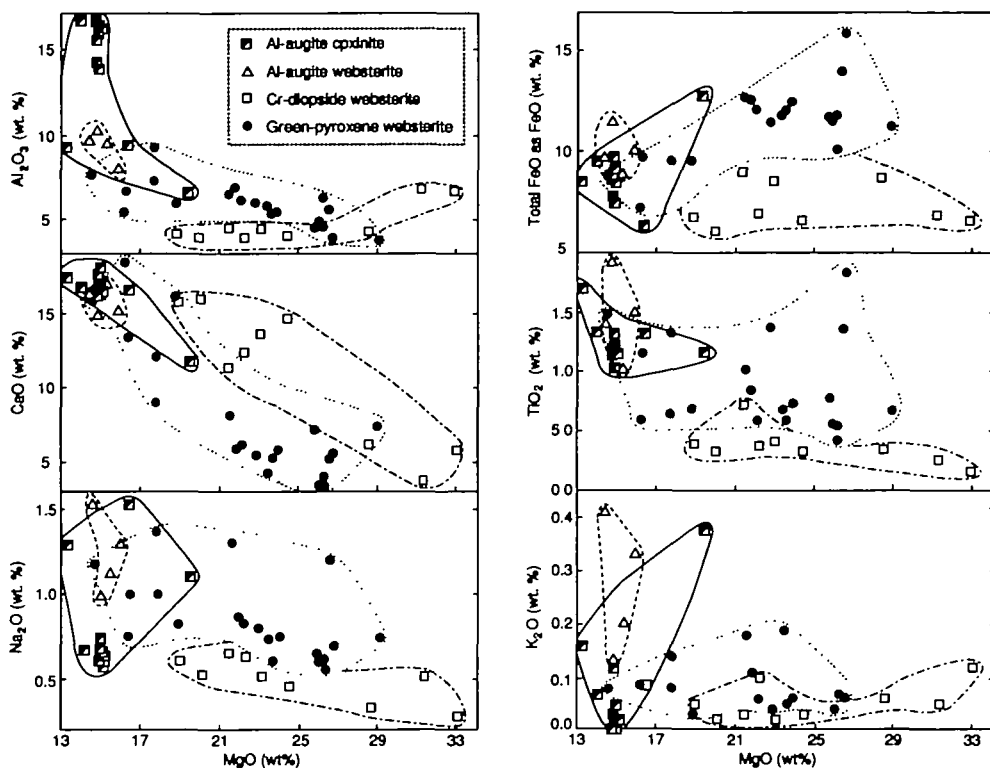 15
10
5
Al₂O₃ (wt. %)
Al-augite cpxinite
Al-augite websterite
Cr-diopside websterite
Green-pyroxene websterite
15
10
5
Total FeO as FeO (wt. %)
15
10
5
CaO (wt. %)
1.5
1.0
50
0.0
TiO₂ (wt. %)
1.5
1.0
0.5
Na₂O (wt. %)
13
17
21
25
29
33
MgO (wt%)
0.4
0.3
0.2
0.1
0.0
K₂O (wt. %)
13
17
21
25
29
33
MgO (wt%)